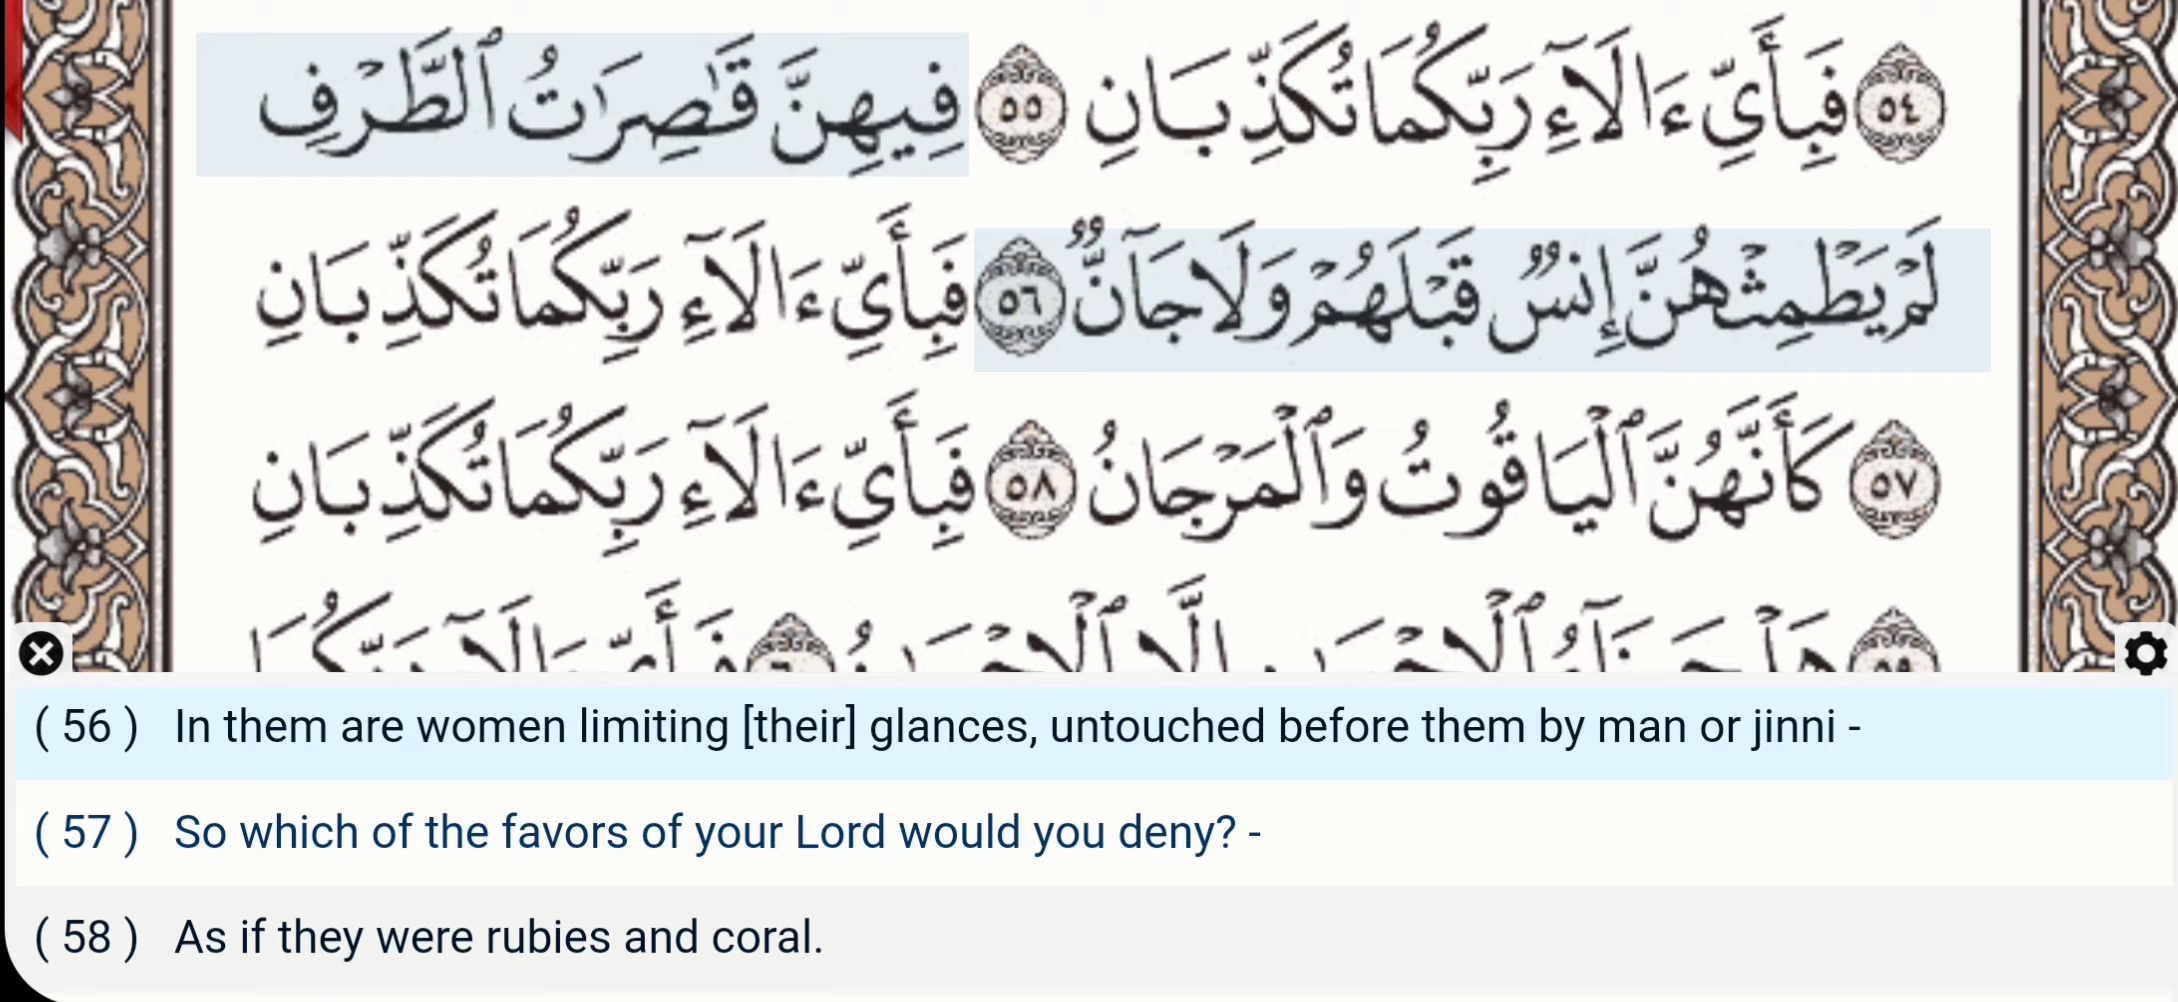 ٥٤ فَبِأَيِّ ءَالَآءِ رَبِّكُمَا تُكَذِّبَانِ ٥٥ فِيهِنَّ قَٰصِرَٰتُ ٱلطَّرْفِ
لَمْ يَطْمِثْهُنَّ إِنسٌ قَبْلَهُمْ وَلَا جَآنٌّ ٥٦ فَبِأَيِّ ءَالَآءِ رَبِّكُمَا تُكَذِّبَانِ
٥٧ كَأَنَّهُنَّ ٱلْيَاقُوتُ وَٱلْمَرْجَانُ ٥٨ فَبِأَيِّ ءَالَآءِ رَبِّكُمَا تُكَذِّبَانِ
( 56 ) In them are women limiting [their] glances, untouched before them by man or jinni -
( 57 ) So which of the favors of your Lord would you deny? -
( 58 ) As if they were rubies and coral.